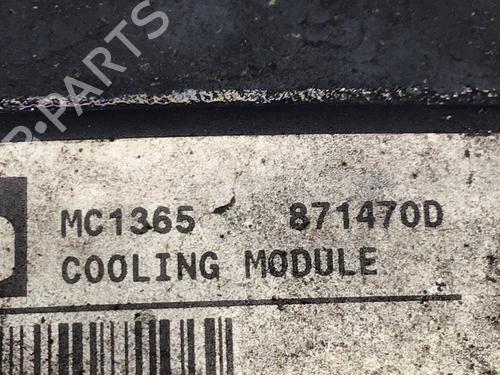 B-PARTS
MC1365 871470D
COOLING MODULE